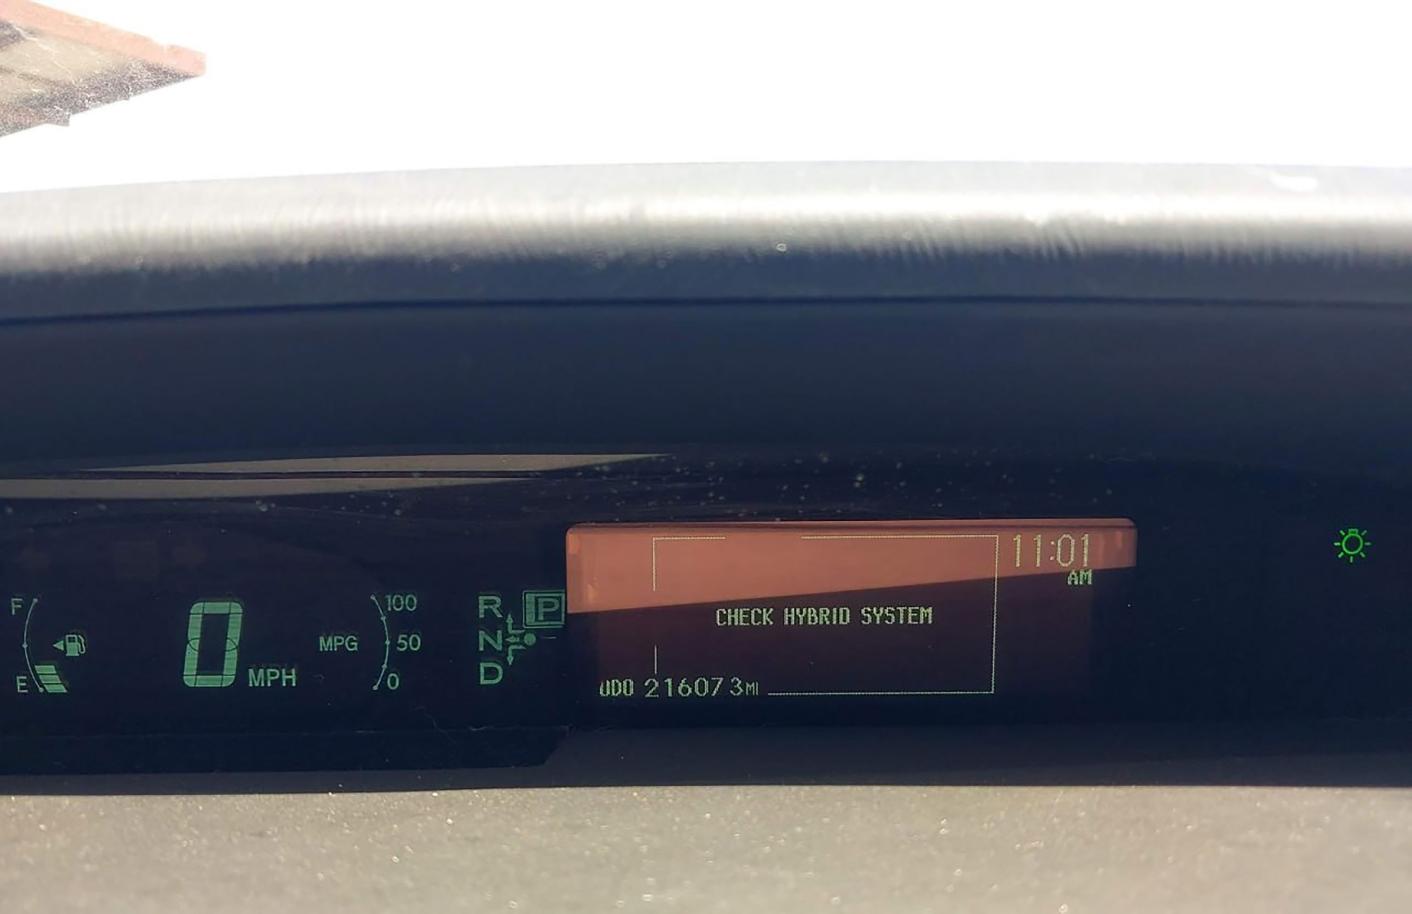 11:01
AM
F
E
0
MPH
MPG
100
50
0
R
P
N
D
CHECK HYBRID SYSTEM
ODO 216073MI